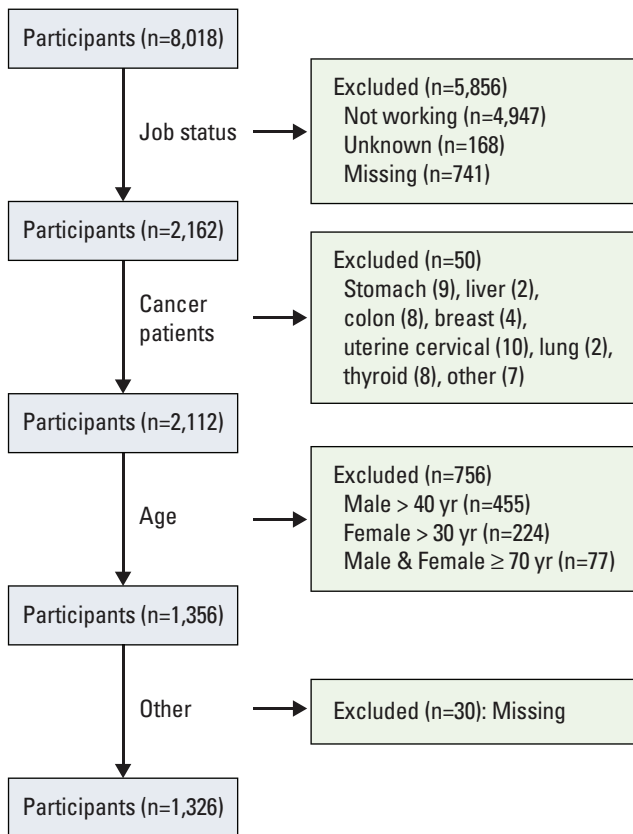 Participants (n=8,018)
Job status
Excluded (n=5,856)
Not working (n=4,947)
Unknown (n=168)
Missing (n=741)
Participants (n=2,162)
Cancer
patients
Excluded (n=50)
Stomach (9), liver (2),
colon (8), breast (4),
uterine cervical (10), lung (2),
thyroid (8), other (7)
Participants (n=2,112)
Age
Excluded (n=756)
Male > 40 yr (n=455)
Female > 30 yr (n=224)
Male & Female ≥ 70 yr (n=77)
Participants (n=1,356)
Other
Excluded (n=30): Missing
Participants (n=1,326)